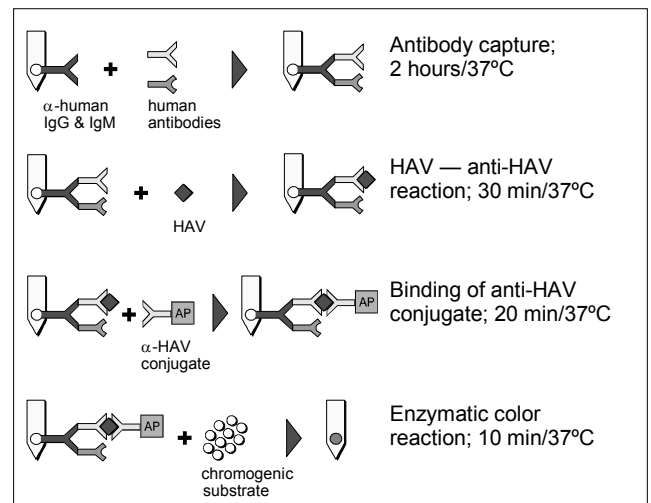 Antibody capture;
2 hours/37ºC
α-human
IgG & IgM
human
antibodies
HAV — anti-HAV
reaction; 30 min/37ºC
HAV
Binding of anti-HAV
conjugate; 20 min/37ºC
AP
AP
α-HAV
conjugate
Enzymatic color
reaction; 10 min/37ºC
AP
chromogenic
substrate